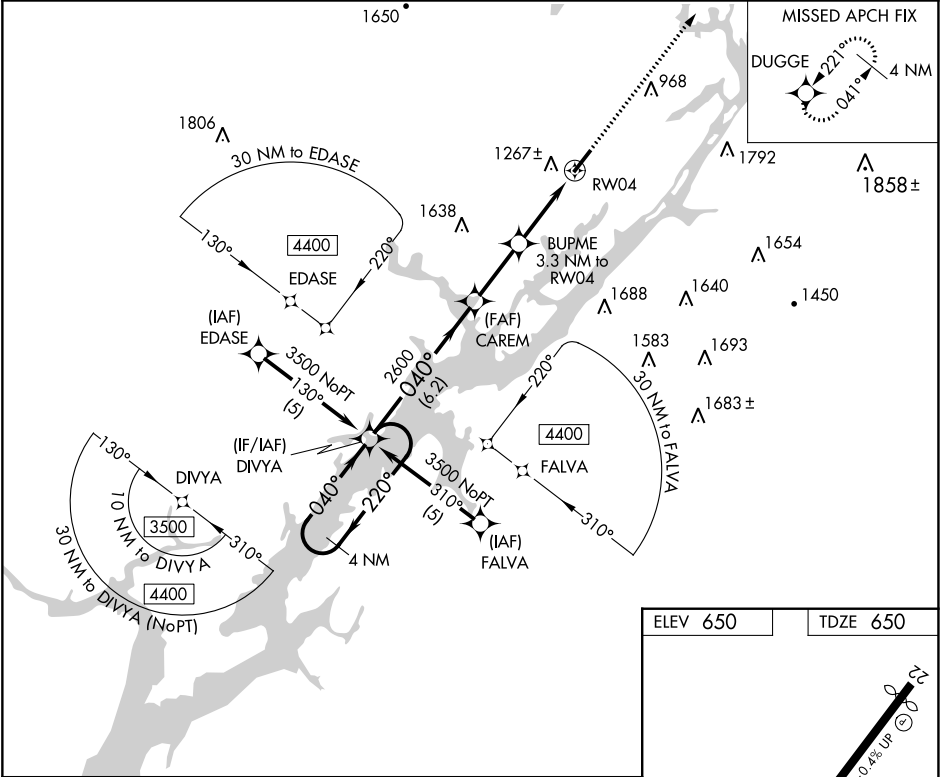 1650
MISSED APCH FIX
DUGGE
221°
041°
4 NM
968
1806
30 NM to EDASE
1267±
1792
1858±
RW04
130°
4400
220°
EDASE
1638
BUPME
3.3 NM to
RW04
1654
1688
1640
1450
(IAF)
EDASE
3500 NoPT
130°
(5)
2600
040°
(6.2)
(FAF)
CAREM
1583
1693
1683±
220°
30 NM to FALVA
4400
FALVA
310°
(IF/IAF)
DIVYA
040°
220°
4 NM
3500 NoPT
310°
(5)
(IAF)
FALVA
130°
DIVYA
3500
10 NM to DIVYA
310°
4400
30 NM to DIVYA (NoPT)
ELEV 650
TDZE 650
22
P
0.4% UP